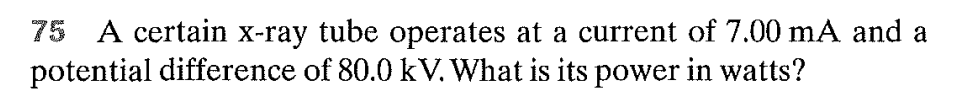 75 A certain x-ray tube operates at a current of 7.00 mA and a
potential difference of 80.0 kV. What is its power in watts?